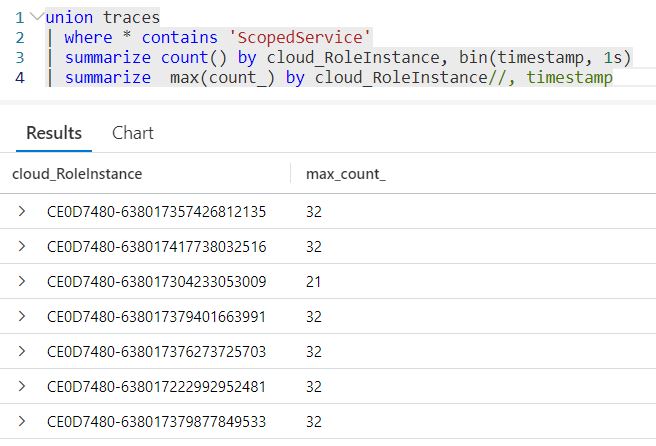 1 union traces
2 | where * contains 'ScopedService'
3 | summarize count() by cloud_RoleInstance, bin(timestamp, 1s)
4 | summarize  max(count_) by cloud_RoleInstance//, timestamp
Results Chart
cloud_RoleInstance max_count_
CE0D7480-638017357426812135 32
CE0D7480-638017417738032516 32
CE0D7480-638017304233053009 21
CE0D7480-638017379401663991 32
CE0D7480-638017376273725703 32
CE0D7480-638017222992952481 32
CE0D7480-638017379877849533 32